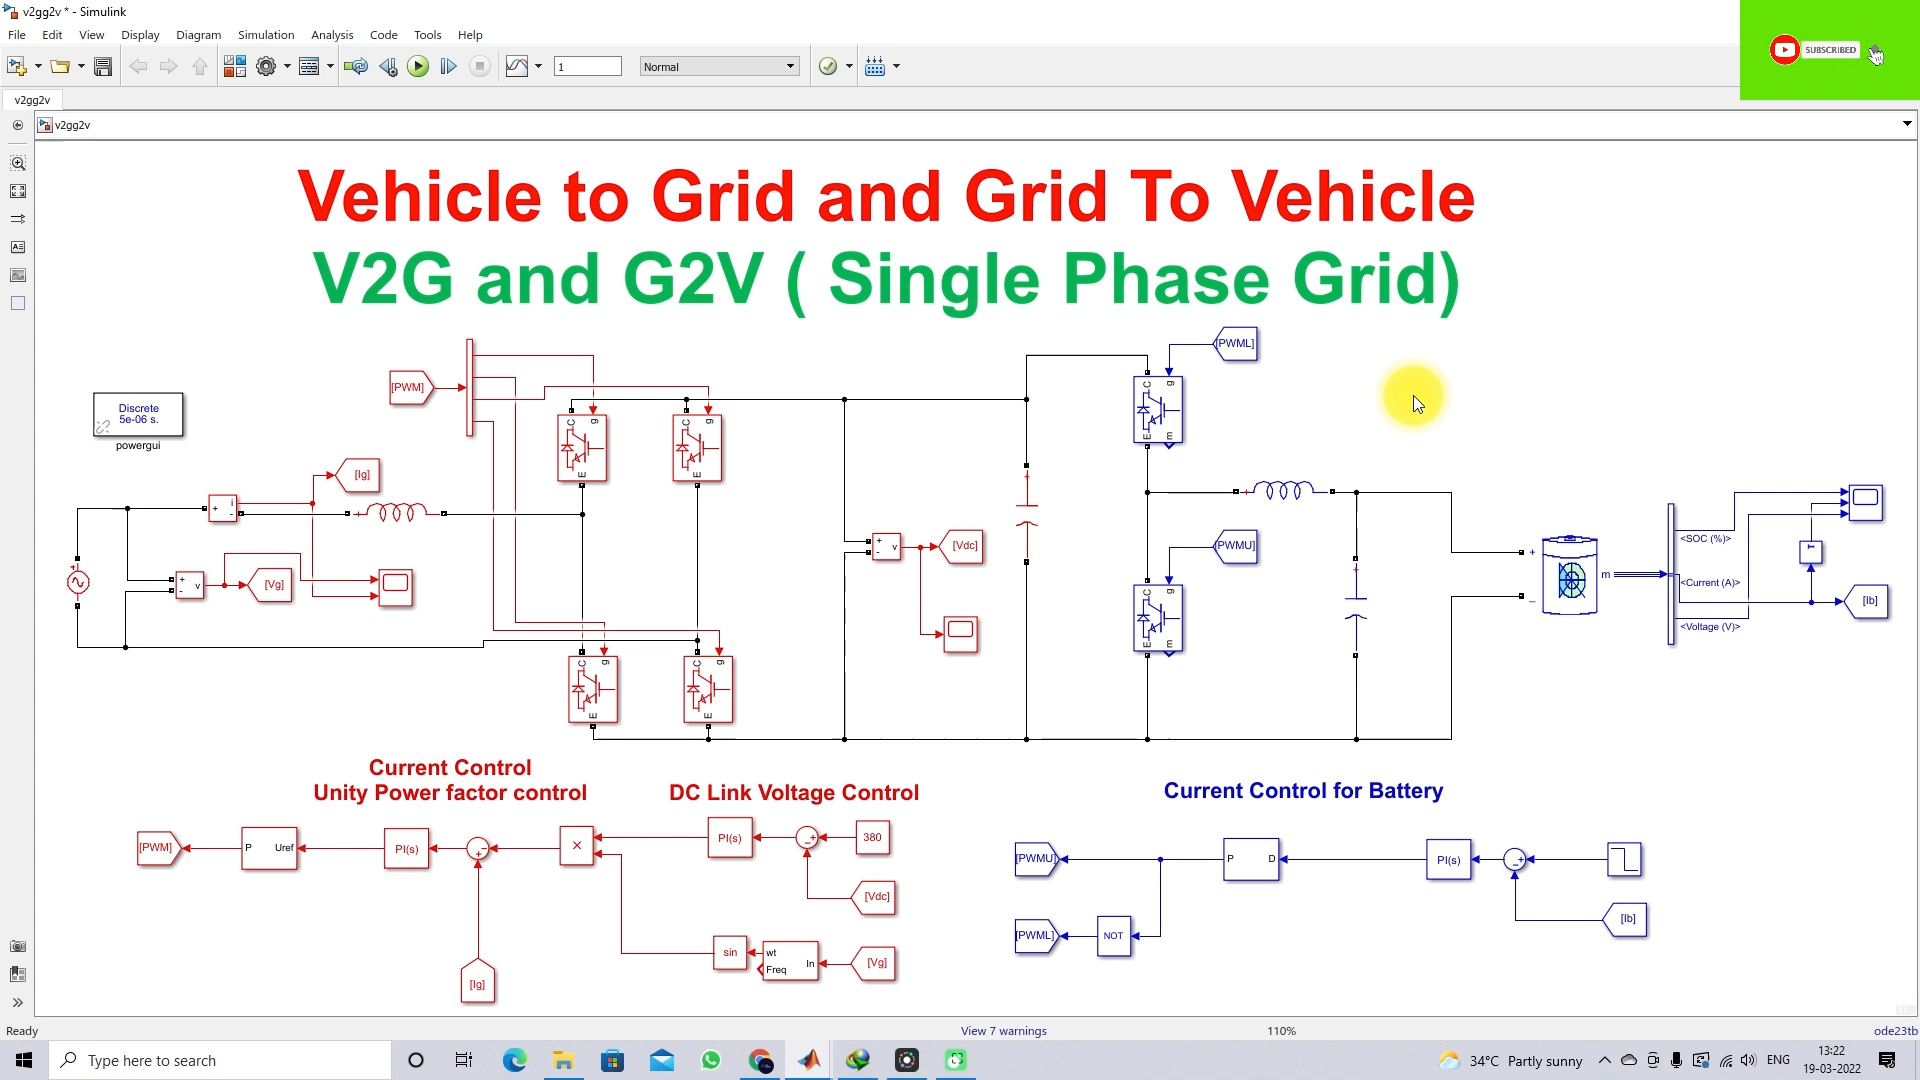 v2gg2v * - Simulink
SUBSCRIBED
File Edit View Display Diagram Simulation Analysis Code Tools Help
1
Normal
v2gg2v
v2gg2v
Vehicle to Grid and Grid To Vehicle
V2G and G2V ( Single Phase Grid)
[PWML]
[PWM]
Discrete
5e-06 s.
powergui
C g E
C g E
C g E m
[Ig]
+ i -
+ v -
[Vg]
+ v -
[Vdc]
[PWMU]
C g E m
C g E
C g E
+
m
-
<SOC (%)>
<Current (A)>
<Voltage (V)>
[Ib]
Current Control
Unity Power factor control
DC Link Voltage Control
Current Control for Battery
[PWM]
P Uref
PI(s)
×
PI(s)
380
[Vdc]
sin
wt
Freq
In
[Vg]
[Ig]
[PWMU]
P D
PI(s)
[Ib]
[PWML]
NOT
Ready
View 7 warnings
110%
ode23tb
Type here to search
34°C Partly sunny
ENG
13:22
19-03-2022